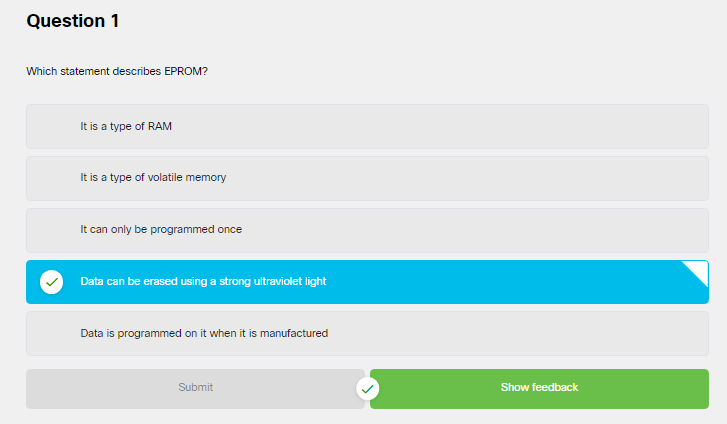 Question 1
Which statement describes EPROM?
It is a type of RAM
It is a type of volatile memory
It can only be programmed once
Data can be erased using a strong ultraviolet light
Data is programmed on it when it is manufactured
Submit
Show feedback